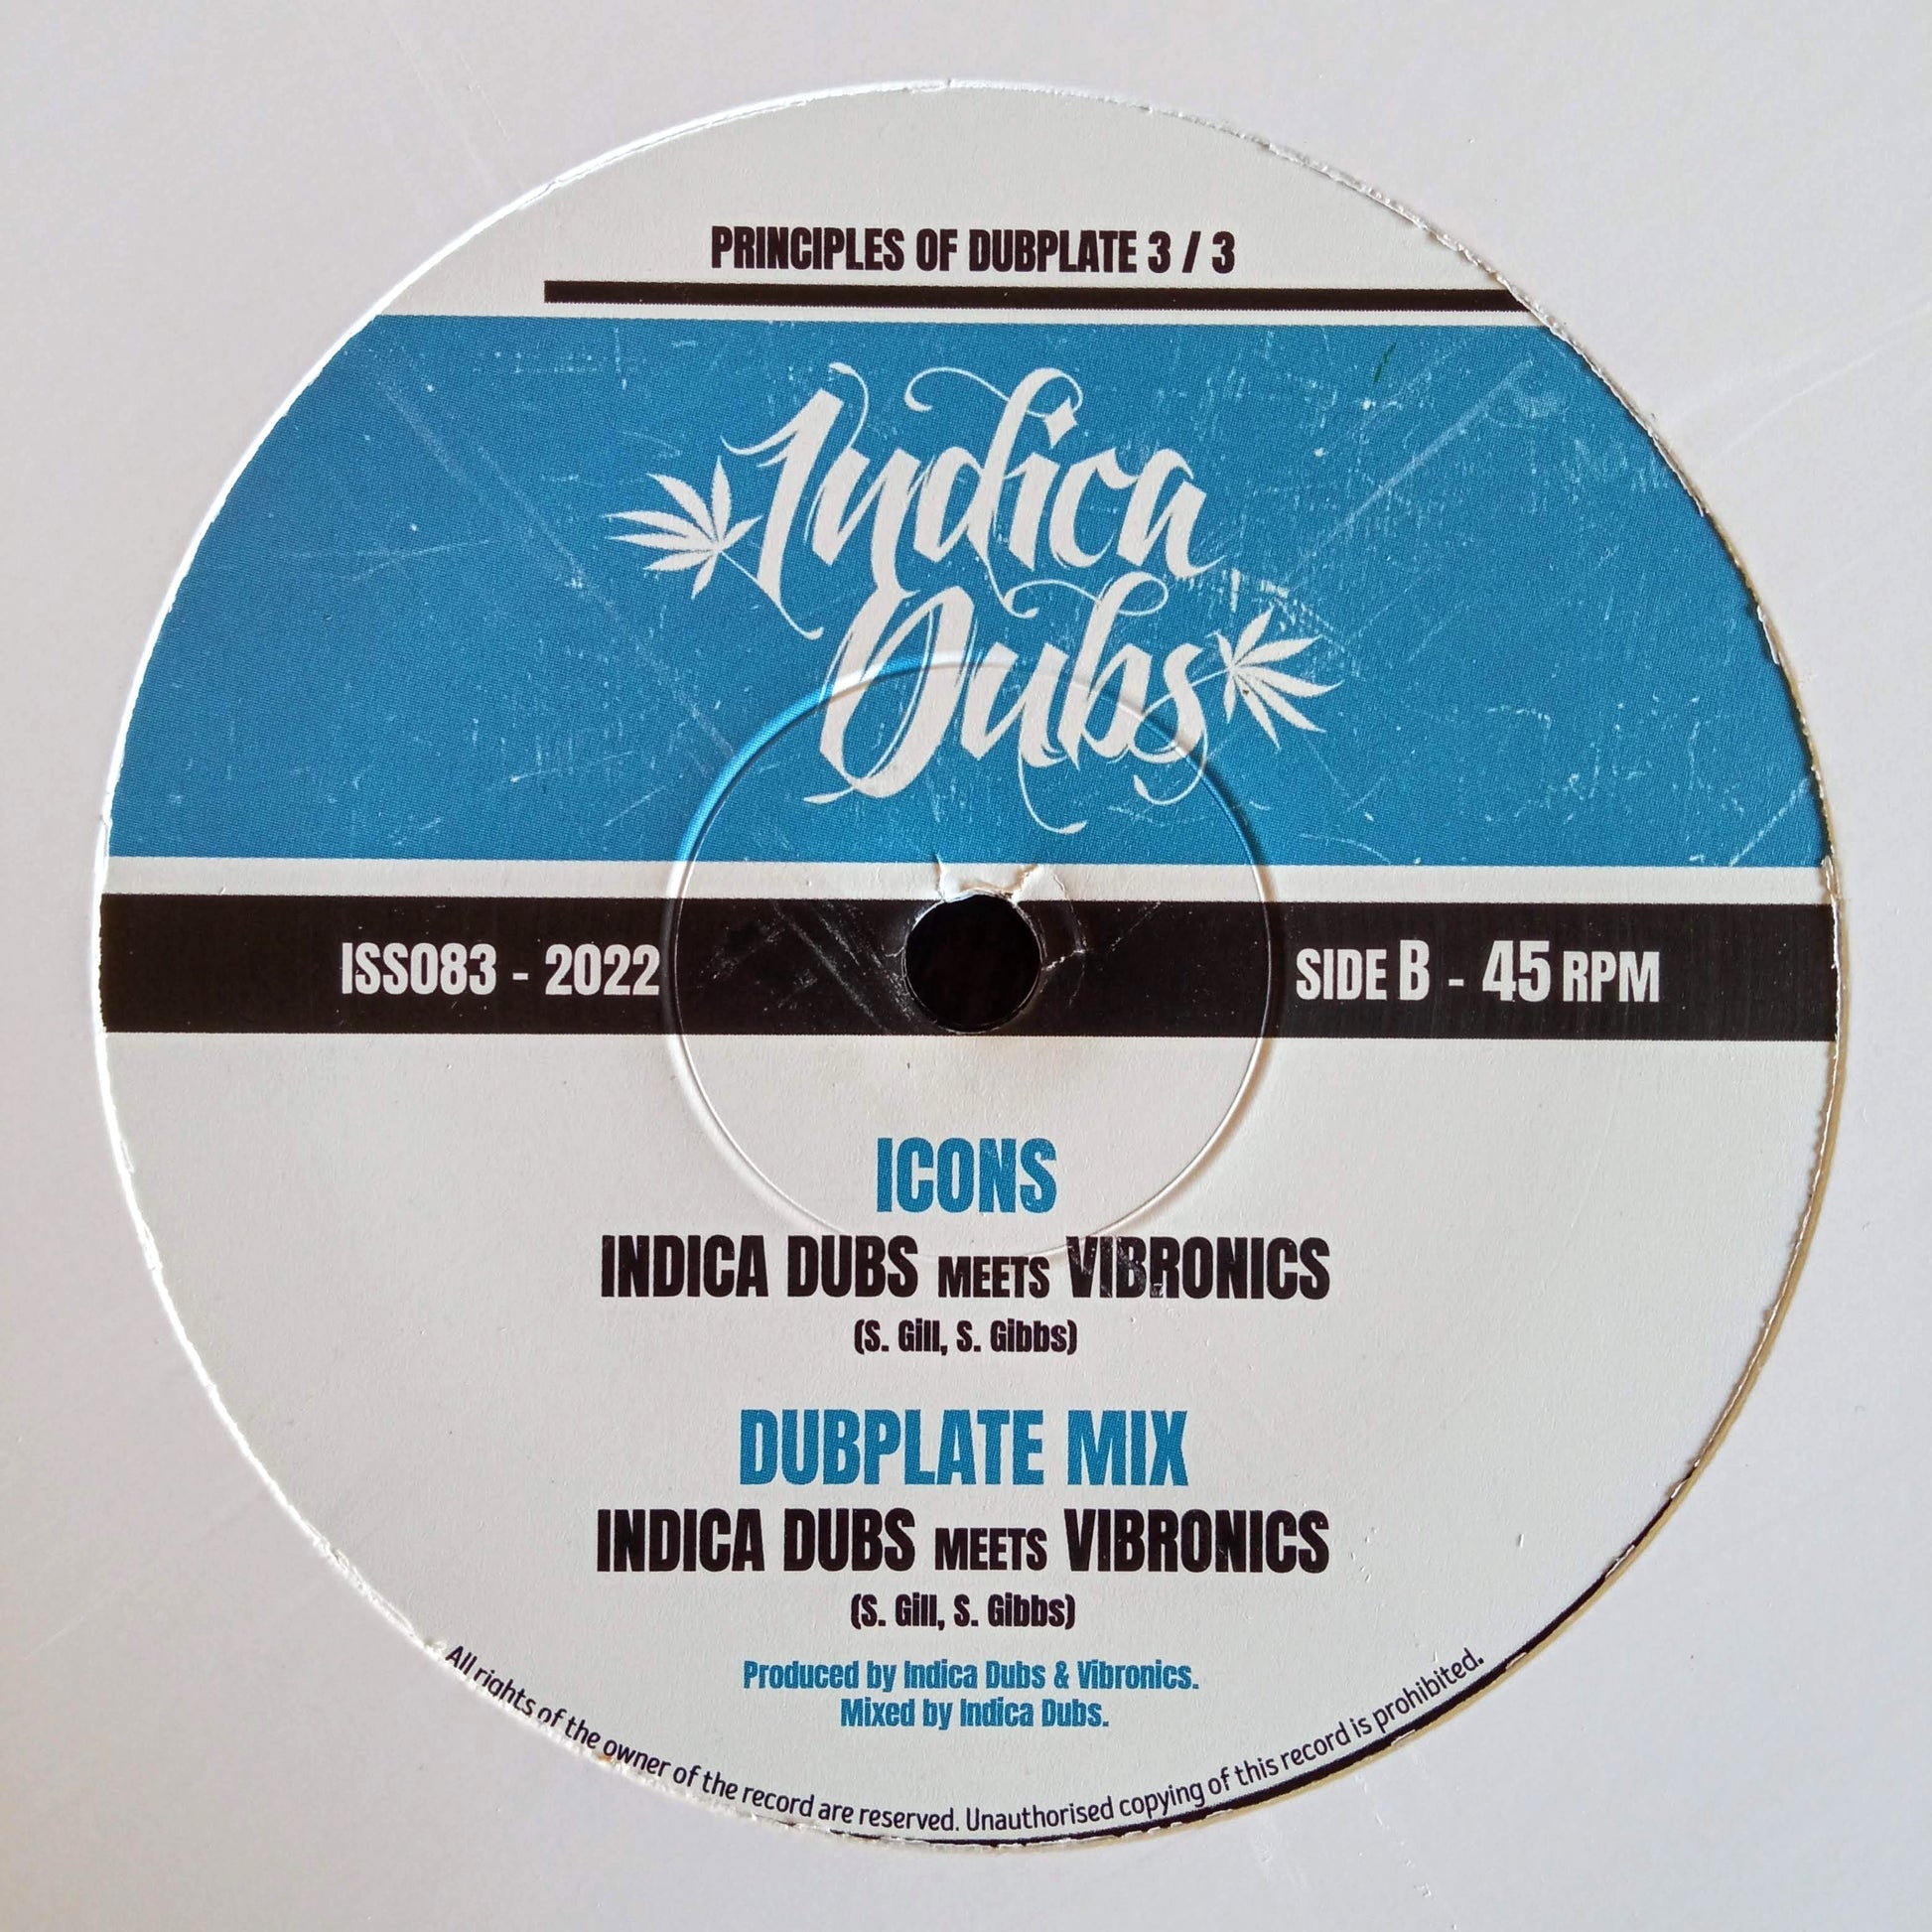 PRINCIPLES OF DUBPLATE 3 / 3
Indica
Dubs
ISS083 - 2022
SIDE B - 45 RPM
ICONS
INDICA DUBS MEETS VIBRONICS
(S. Gill, S. Gibbs)
DUBPLATE MIX
INDICA DUBS MEETS VIBRONICS
(S. Gill, S. Gibbs)
Produced by Indica Dubs & Vibronics.
Mixed by Indica Dubs.
All rights of the owner of the record are reserved. Unauthorised copying of this record is prohibited.